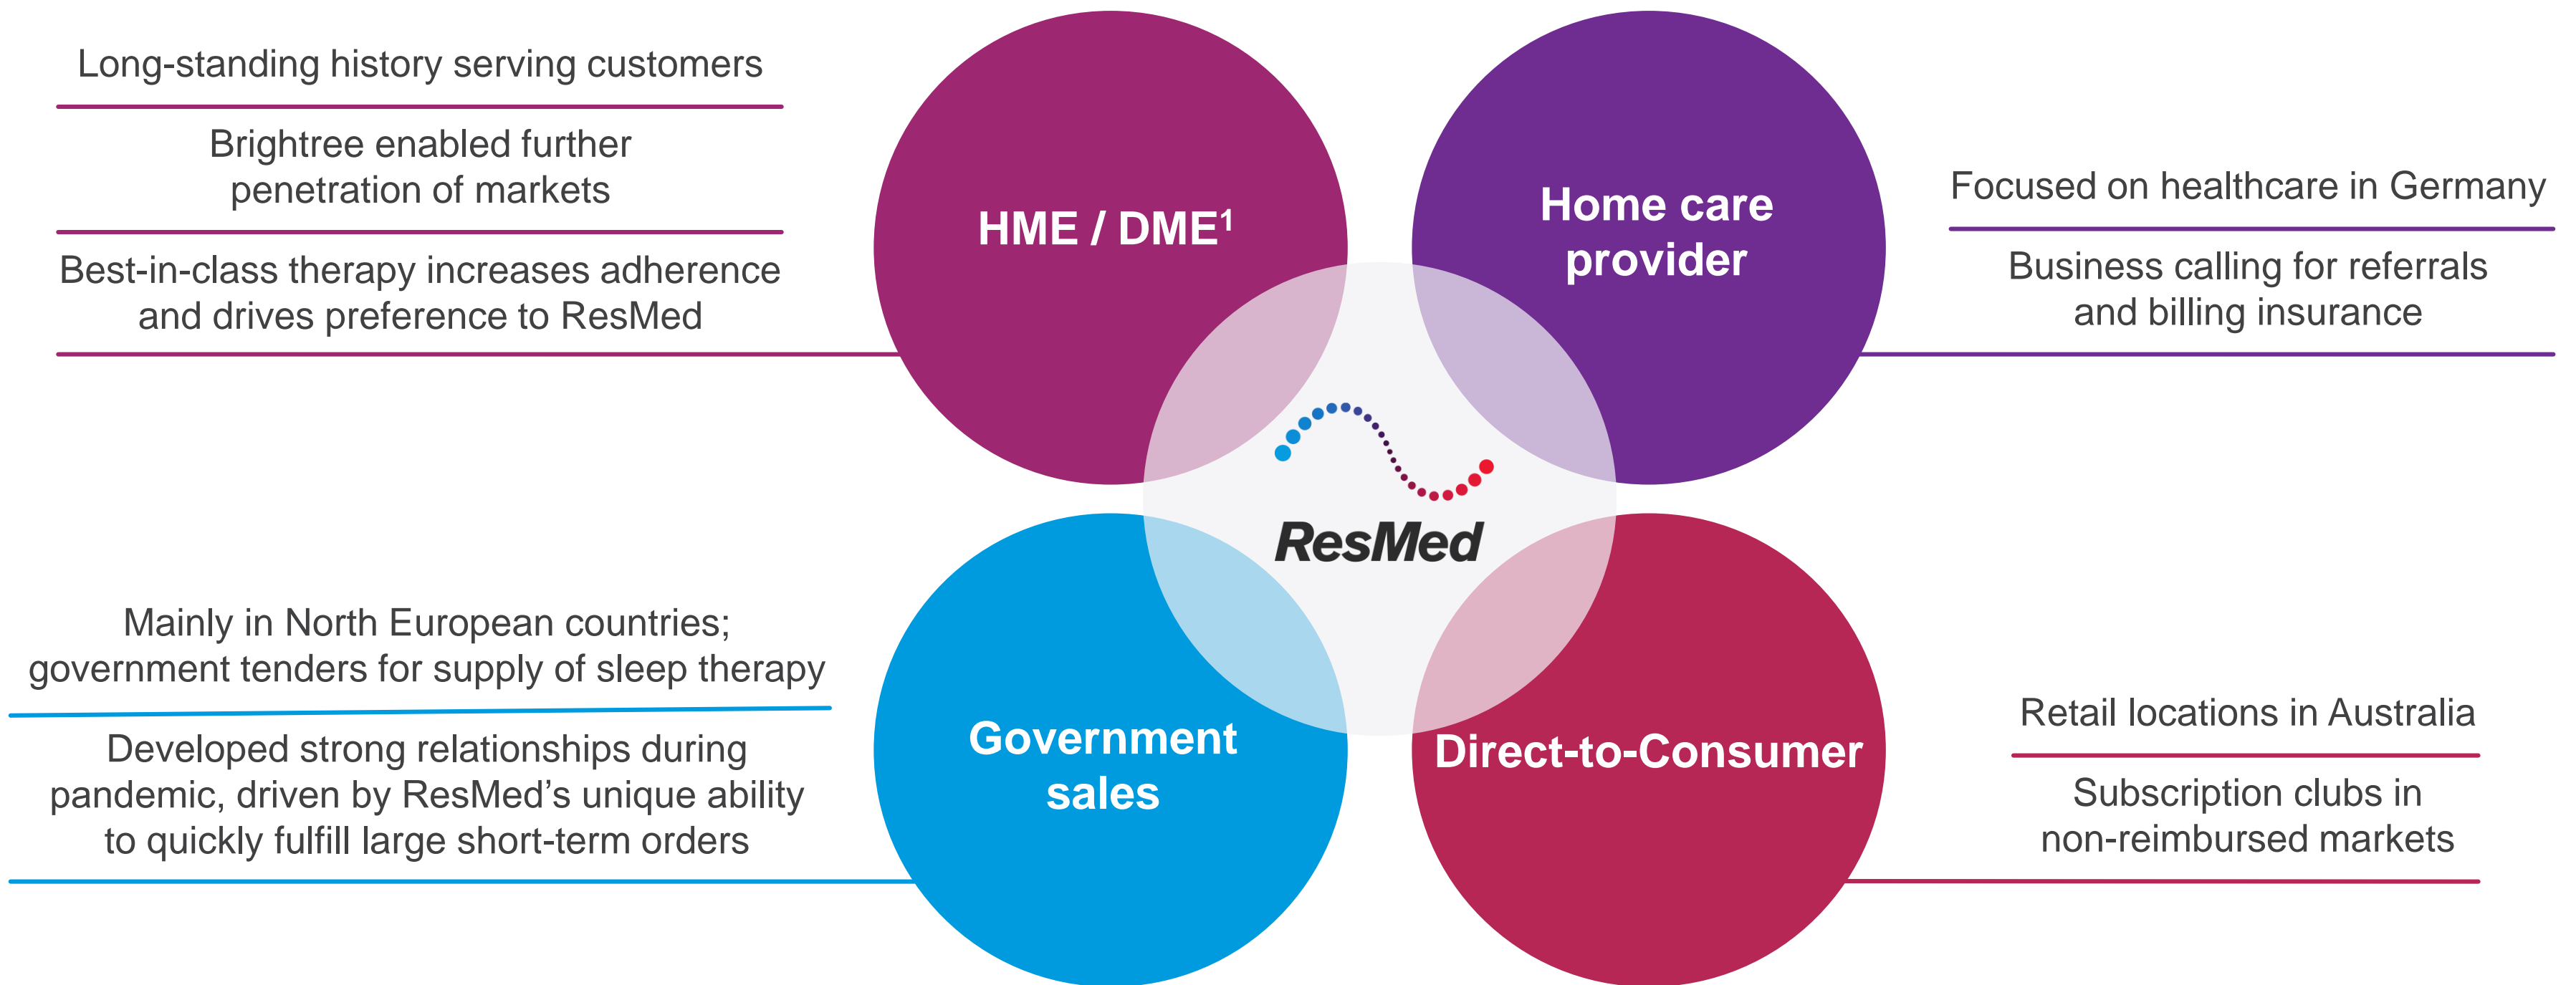 Long-standing history serving customers
Brightree enabled further
penetration of markets
Best-in-class therapy increases adherence
and drives preference to ResMed
HME / DME¹
Home care
provider
Focused on healthcare in Germany
Business calling for referrals
and billing insurance
ResMed
Mainly in North European countries;
government tenders for supply of sleep therapy
Developed strong relationships during
pandemic, driven by ResMed’s unique ability
to quickly fulfill large short-term orders
Government
sales
Direct-to-Consumer
Retail locations in Australia
Subscription clubs in
non-reimbursed markets